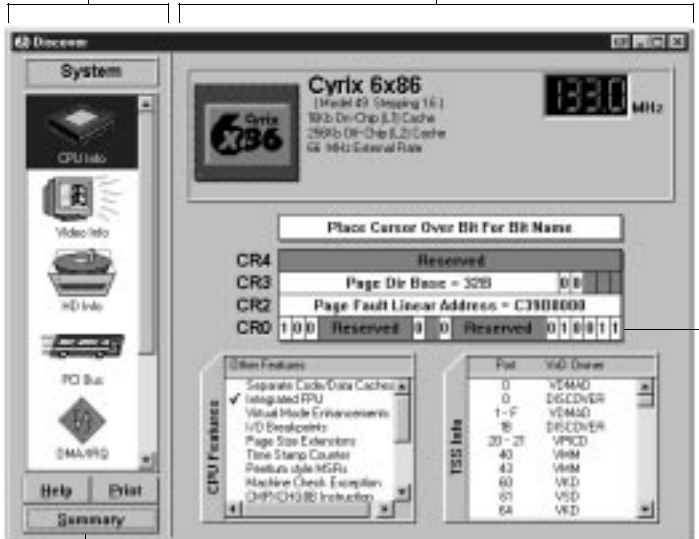 Discover
System
CPU Info
Video Info
HD Info
PCI Bus
DMA/IRQ
Help Print
Summary
Cyrix
6x86
Cyrix 6x86
(Model 49 Stepping 16)
16Kb On-Chip (L1) Cache
256Kb Off-Chip (L2) Cache
66 MHz External Rate
133.0 MHz
Place Cursor Over Bit For Bit Name
CR4 Reserved
CR3 Page Dir Base = 32B 0 0
CR2 Page Fault Linear Address =
CR0 1 0 0 Reserved 0 0 Reserved 0 1 0 0 1 1
CPU Features
Other Features
Separate Code/Data Caches
✓ Integrated FPU
Virtual Mode Enhancements
I/O Breakpoints
Page Size Extensions
Time Stamp Counter
Pentium style MSRs
Machine Check Exception
CMPXCHG8B Instruction
TSS Info
Port VxD Owner
0 VDMAD
0 DISCOVER
1 - F VDMAD
1B DISCOVER
20 - 21 VPICD
40
43
60 VKD
61 VSD
64 VKD